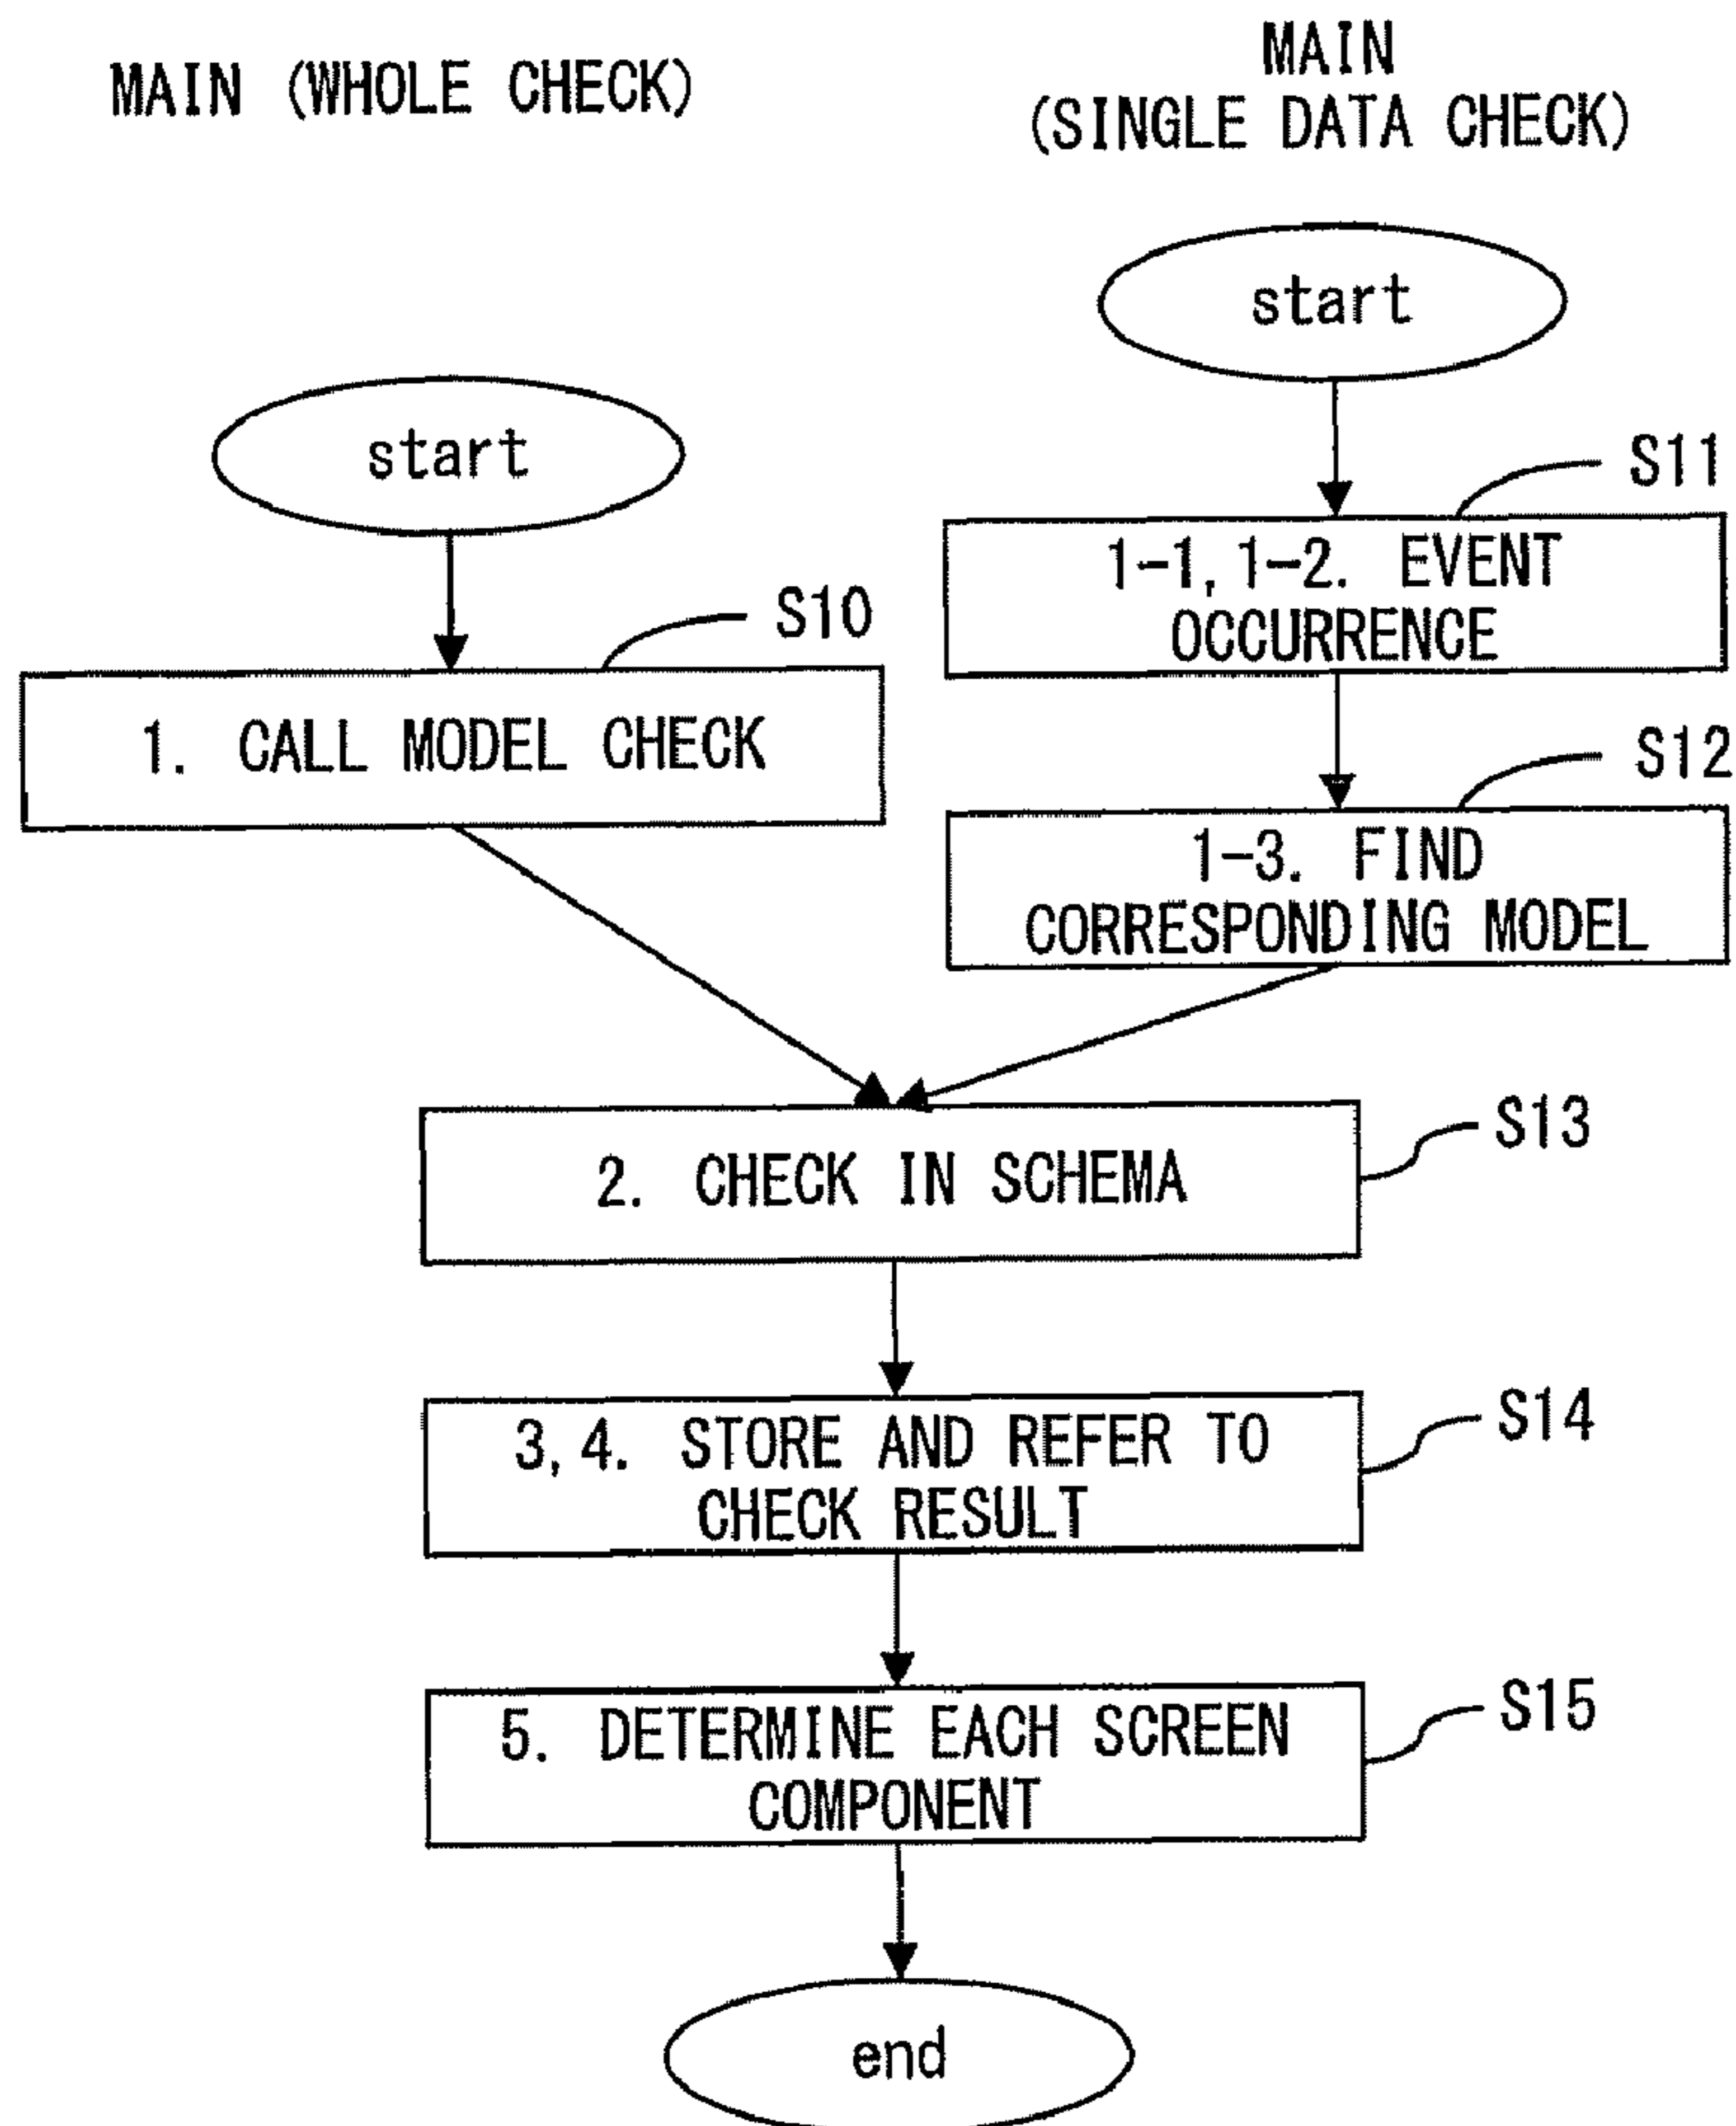 MAIN (WHOLE CHECK)
MAIN
(SINGLE DATA CHECK)
start
start
S11
1-1, 1-2. EVENT
OCCURRENCE
S10
1. CALL MODEL CHECK
S12
1-3. FIND
CORRESPONDING MODEL
S13
2. CHECK IN SCHEMA
S14
3, 4. STORE AND REFER TO
CHECK RESULT
S15
5. DETERMINE EACH SCREEN
COMPONENT
end